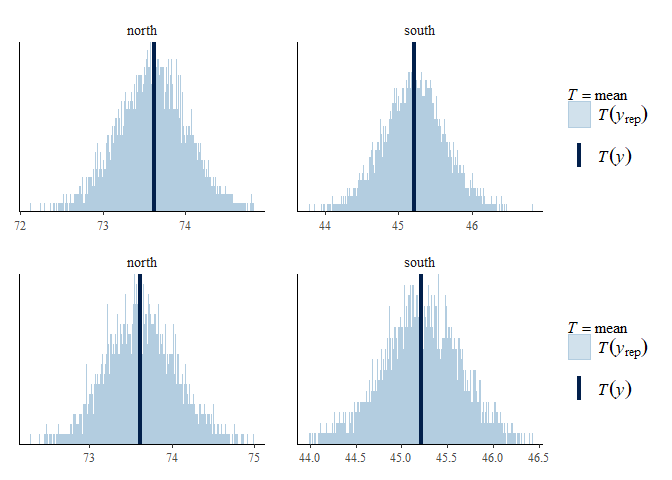 north south
T = mean
T(yrep)
T(y)
72 73 74 44 45 46
north south
T = mean
T(yrep)
T(y)
73 74 75 44.0 44.5 45.0 45.5 46.0 46.5